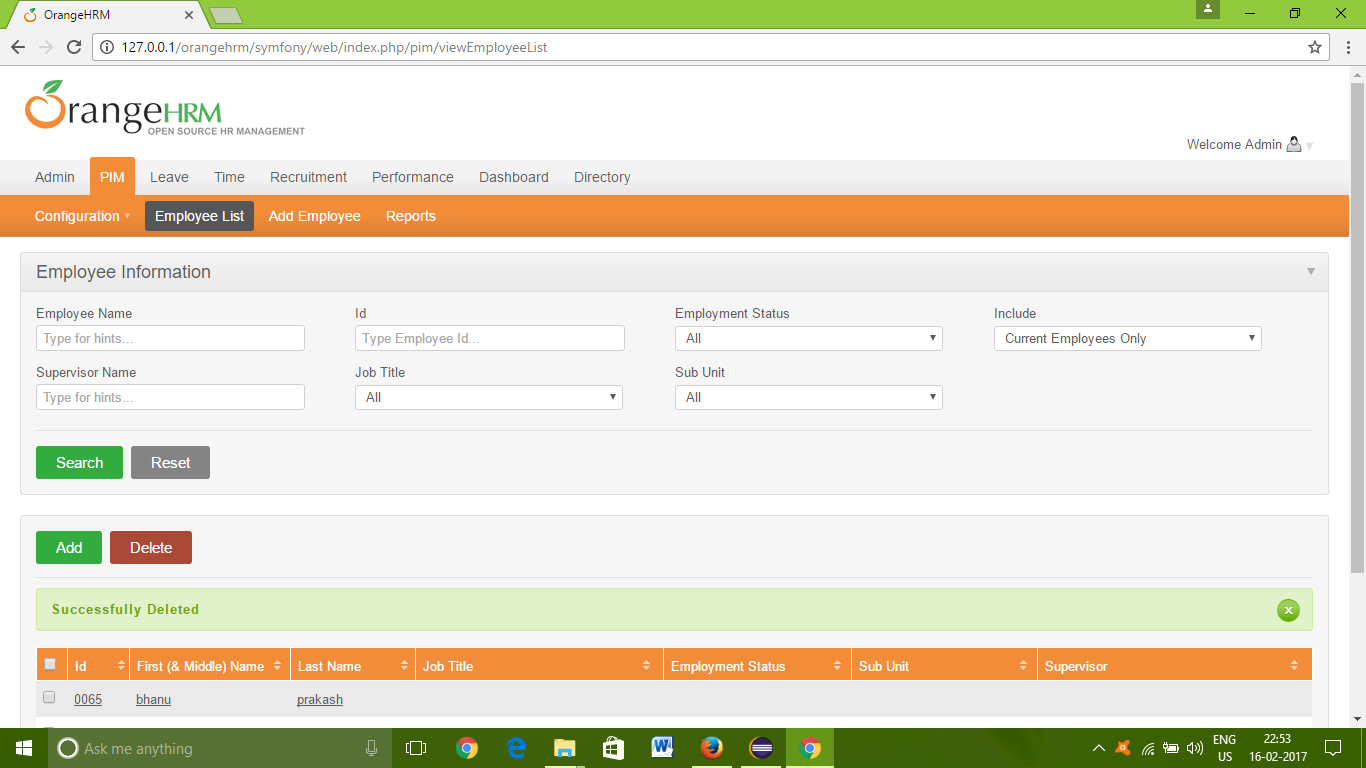 OrangeHRM
127.0.0.1/orangehrm/symfony/web/index.php/pim/viewEmployeeList
OrangeHRM
OPEN SOURCE HR MANAGEMENT
Welcome Admin
Admin PIM Leave Time Recruitment Performance Dashboard Directory
Configuration Employee List Add Employee Reports
Employee Information
Employee Name Id Employment Status Include
Type for hints... Type Employee Id... All Current Employees Only
Supervisor Name Job Title Sub Unit
Type for hints... All All
Search Reset
Add Delete
Successfully Deleted
x
Id First (& Middle) Name Last Name Job Title Employment Status Sub Unit Supervisor
0065 bhanu prakash
Ask me anything
ENG
US
22:53
16-02-2017